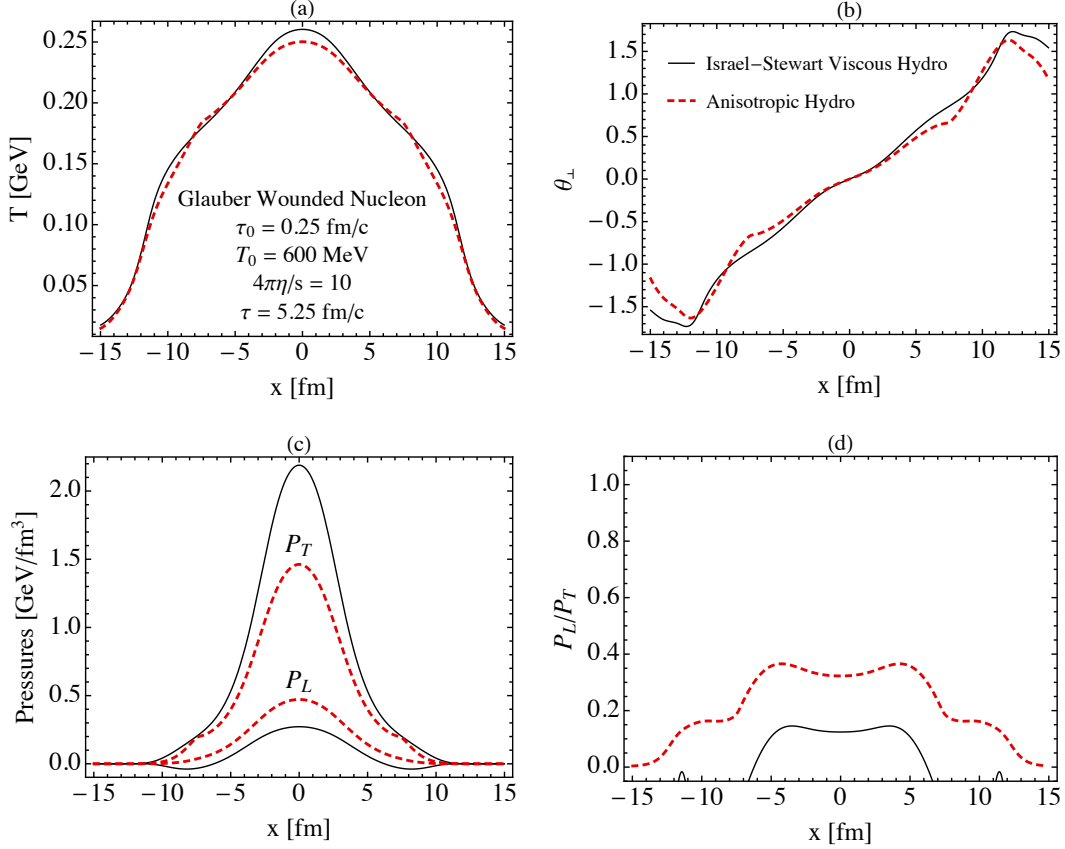 (a)
T [GeV]
0.25
0.20
0.15
0.10
0.05
Glauber Wounded Nucleon
τ₀ = 0.25 fm/c
T₀ = 600 MeV
4πη/s = 10
τ = 5.25 fm/c
−15 −10 −5 0 5 10 15
x [fm]
(b)
θ⊥
1.5
1.0
0.5
0.0
−0.5
−1.0
−1.5
Israel−Stewart Viscous Hydro
Anisotropic Hydro
−15 −10 −5 0 5 10 15
x [fm]
(c)
Pressures [GeV/fm³]
2.0
1.5
1.0
0.5
0.0
P_T
P_L
−15 −10 −5 0 5 10 15
x [fm]
(d)
P_L/P_T
1.0
0.8
0.6
0.4
0.2
0.0
−15 −10 −5 0 5 10 15
x [fm]